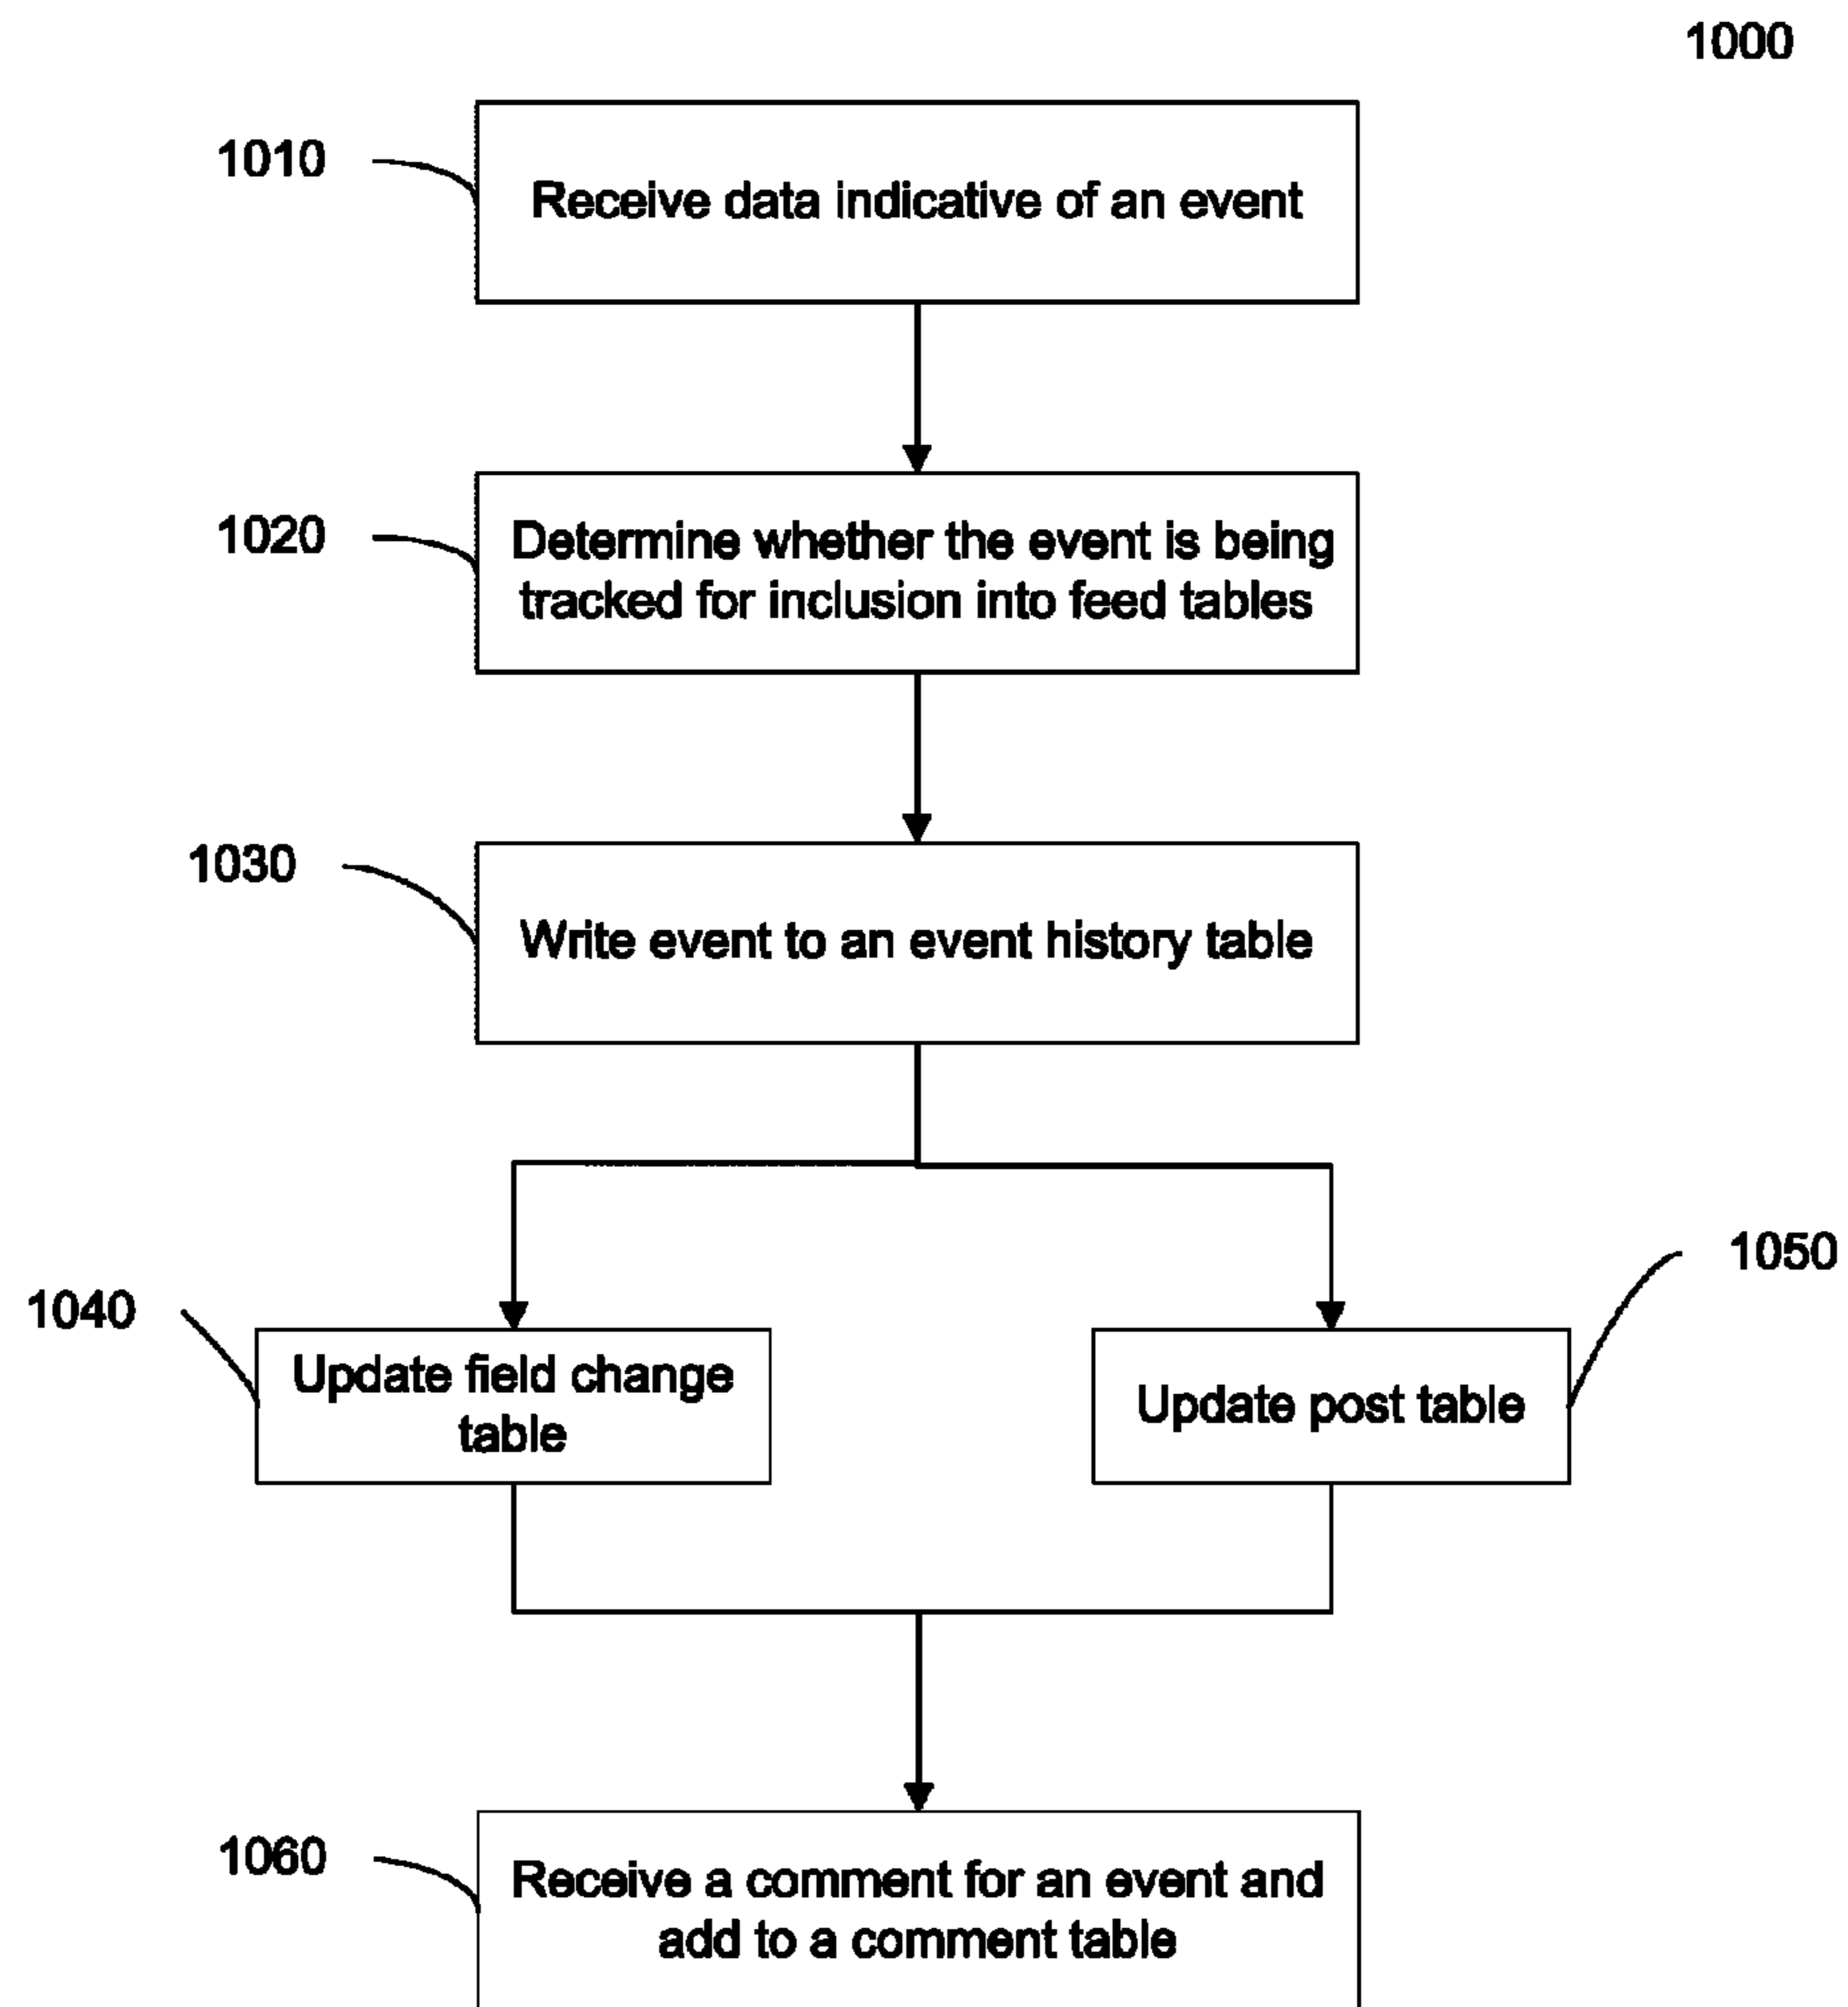 1000
1010
Receive data indicative of an event
1020
Determine whether the event is being
tracked for inclusion into feed tables
1030
Write event to an event history table
1040
Update field change
table
1050
Update post table
1060
Receive a comment for an event and
add to a comment table